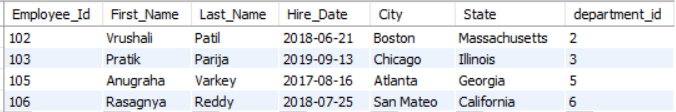 Employee_Id First_Name Last_Name Hire_Date City State department_id
102 Vrushali Patil 2018-06-21 Boston Massachusetts 2
103 Pratik Parija 2019-09-13 Chicago Illinois 3
105 Anugraha Varkey 2017-08-16 Atlanta Georgia 5
106 Rasagnya Reddy 2018-07-25 San Mateo California 6